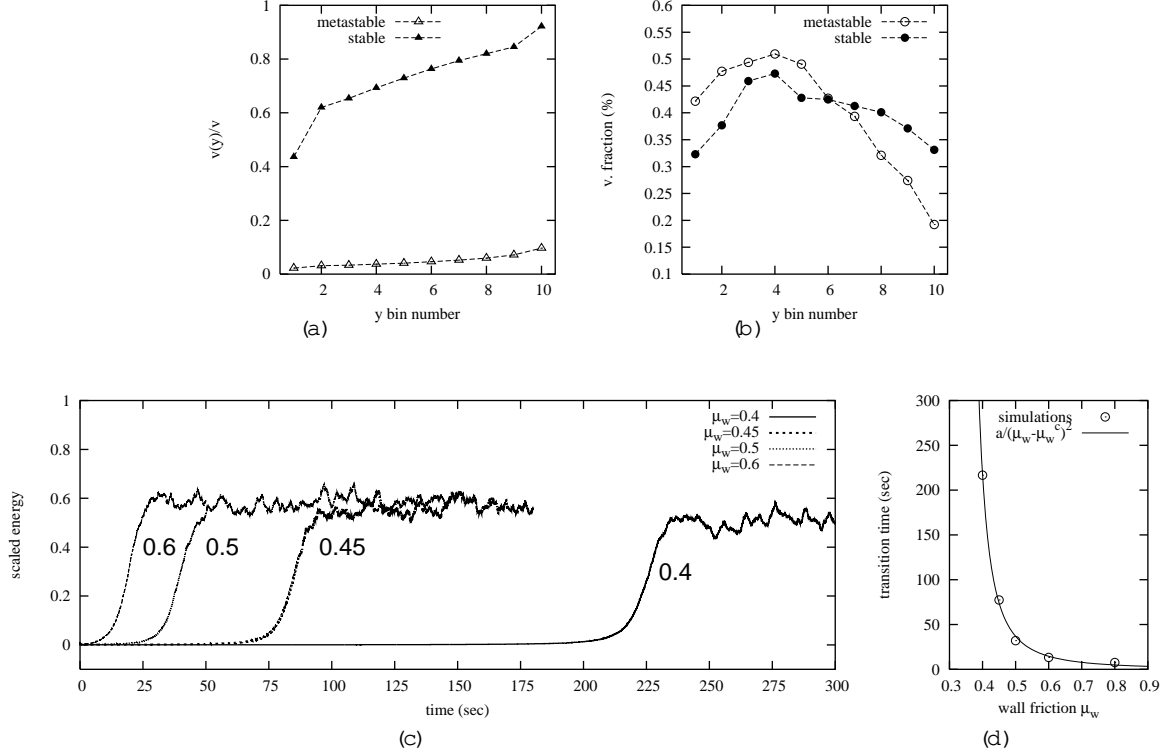 metastable
stable
1
0.8
0.6
0.4
0.2
0
v(y)/v
2 4 6 8 10
y bin number
(a)
metastable
stable
0.6
0.55
0.5
0.45
0.4
0.35
0.3
0.25
0.2
0.15
0.1
v. fraction (%)
2 4 6 8 10
y bin number
(b)
1
0.8
0.6
0.4
0.2
0
scaled energy
μw=0.4
μw=0.45
μw=0.5
μw=0.6
0.6
0.5
0.45
0.4
0 25 50 75 100 125 150 175 200 225 250 275 300
time (sec)
(c)
300
250
200
150
100
50
0
transition time (sec)
simulations
a/(μw-μw^c)^2
0.3 0.4 0.5 0.6 0.7 0.8 0.9
wall friction μw
(d)